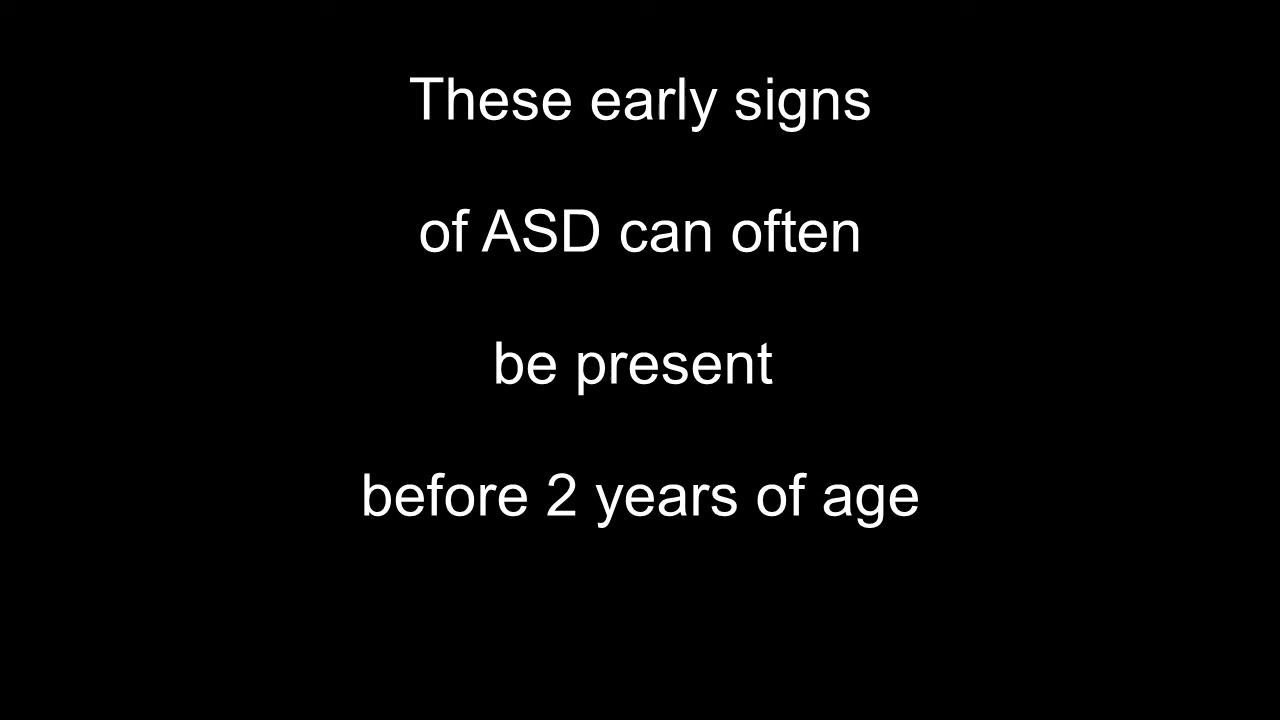 These early signs
of ASD can often
be present
before 2 years of age